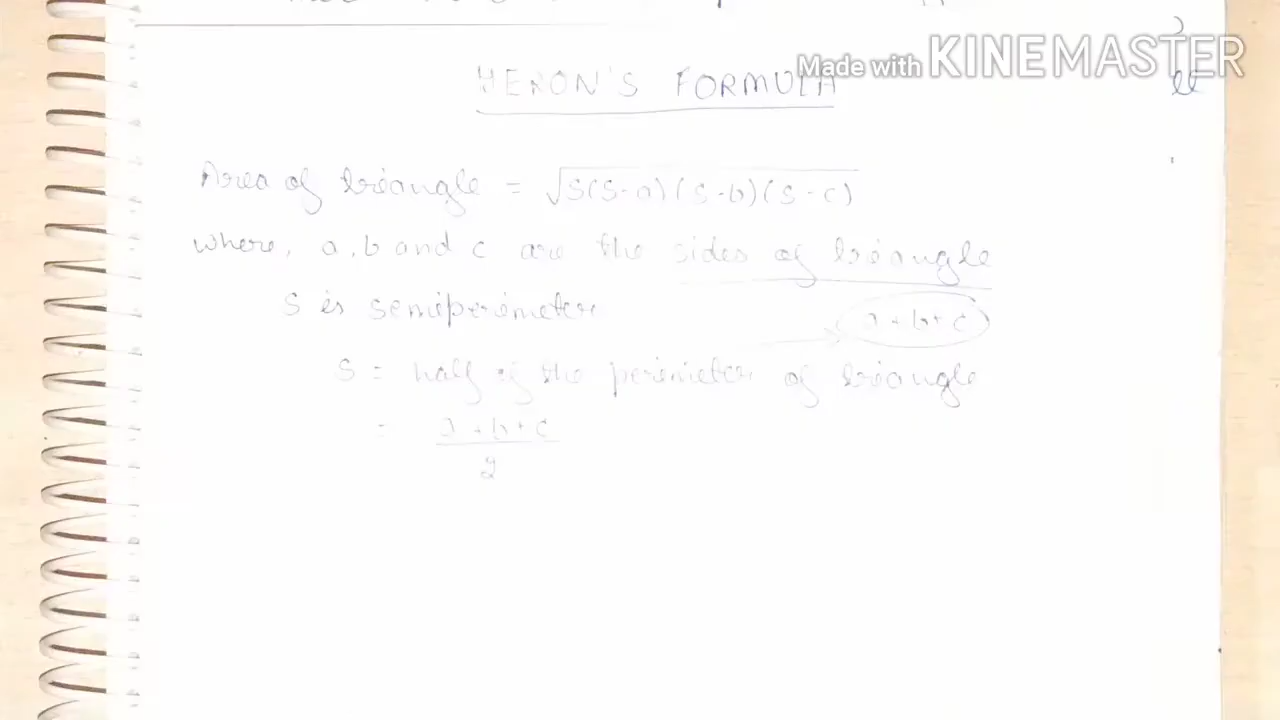 Made with KINEMASTER
HERON'S FORMULA
Area of triangle = √S(S-a)(S-b)(S-c)
where, a, b and c are the sides of triangle
S is semiperimeter
a+b+c
S = half of the perimeter of triangle
= a+b+c
2